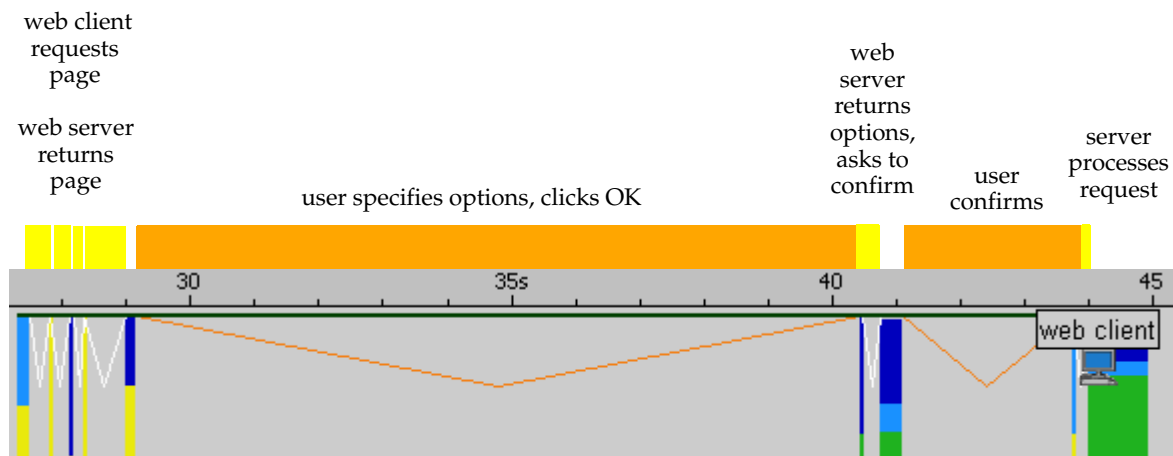 web client
requests
page
web server
returns
page
user specifies options, clicks OK
web
server
returns
options,
asks to
confirm
user
confirms
server
processes
request
30
35s
40
45
web client